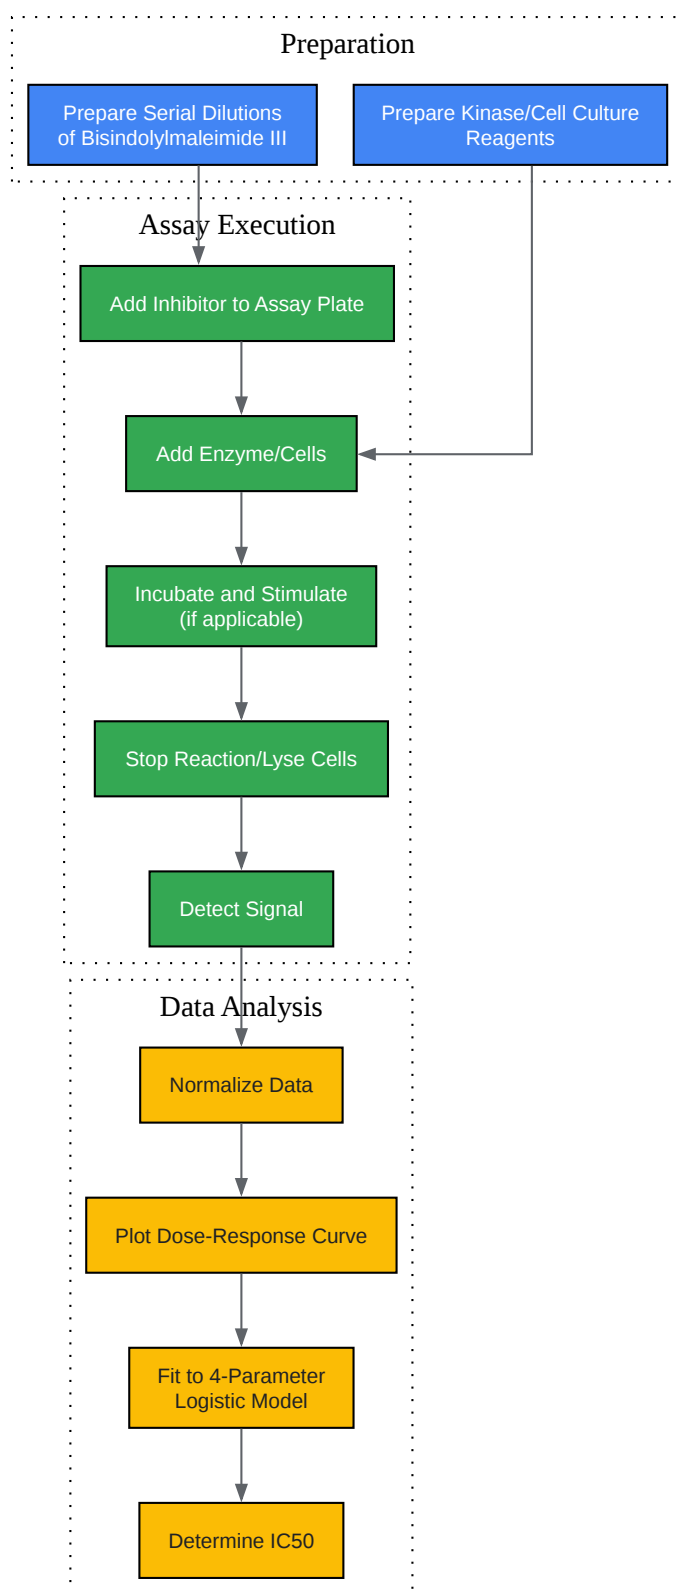 Preparation
Prepare Serial Dilutions
of Bisindolylmaleimide III
Prepare Kinase/Cell Culture
Reagents
Assay Execution
Add Inhibitor to Assay Plate
Add Enzyme/Cells
Incubate and Stimulate
(if applicable)
Stop Reaction/Lyse Cells
Detect Signal
Data Analysis
Normalize Data
Plot Dose-Response Curve
Fit to 4-Parameter
Logistic Model
Determine IC50